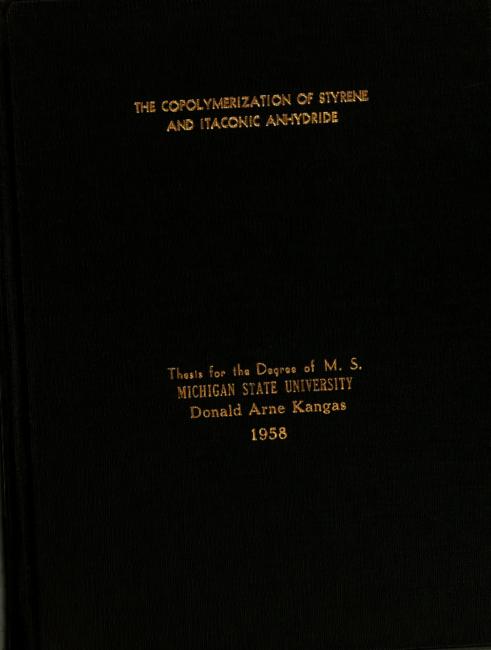 THE COPOLYMERIZATION OF STYRENE
AND ITACONIC ANHYDRIDE
Thesis for the Degree of M. S.
MICHIGAN STATE UNIVERSITY
Donald Arne Kangas
1958